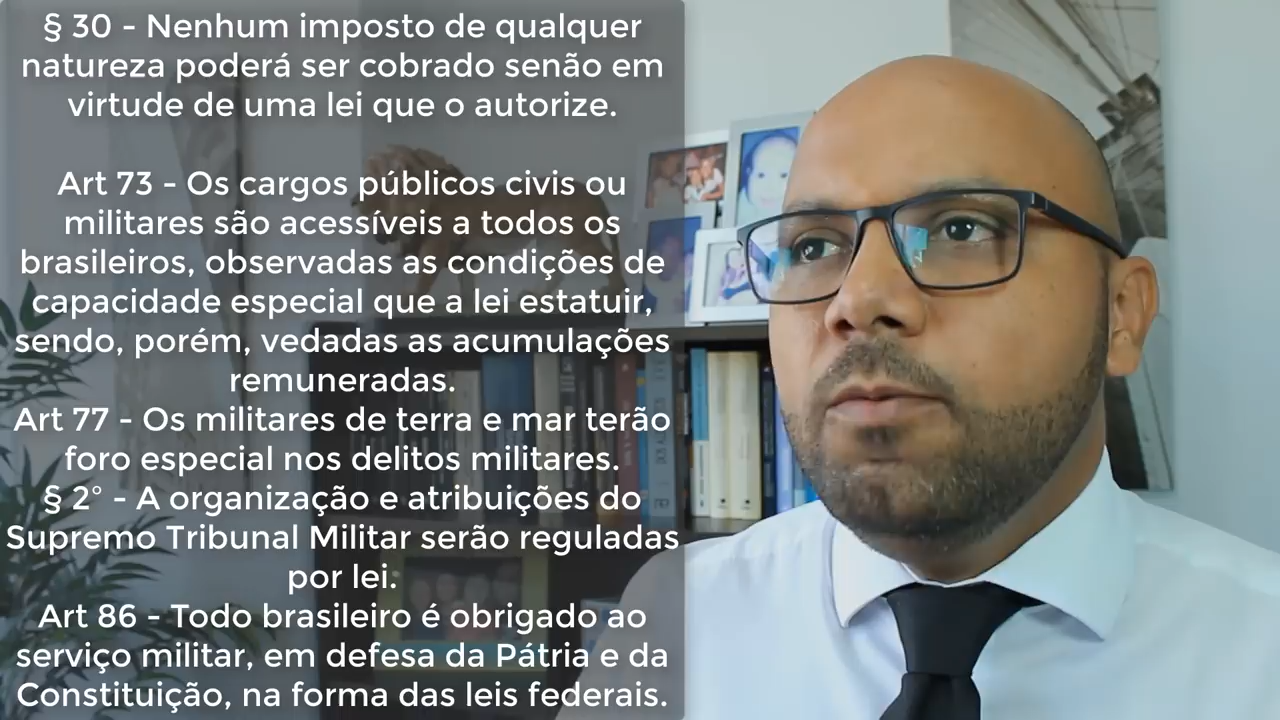 § 30 - Nenhum imposto de qualquer
natureza poderá ser cobrado senão em
virtude de uma lei que o autorize.
Art 73 - Os cargos públicos civis ou
militares são acessíveis a todos os
brasileiros, observadas as condições de
capacidade especial que a lei estatuir,
sendo, porém, vedadas as acumulações
remuneradas.
Art 77 - Os militares de terra e mar terão
foro especial nos delitos militares.
§ 2° - A organização e atribuições do
Supremo Tribunal Militar serão reguladas
por lei.
Art 86 - Todo brasileiro é obrigado ao
serviço militar, em defesa da Pátria e da
Constituição, na forma das leis federais.